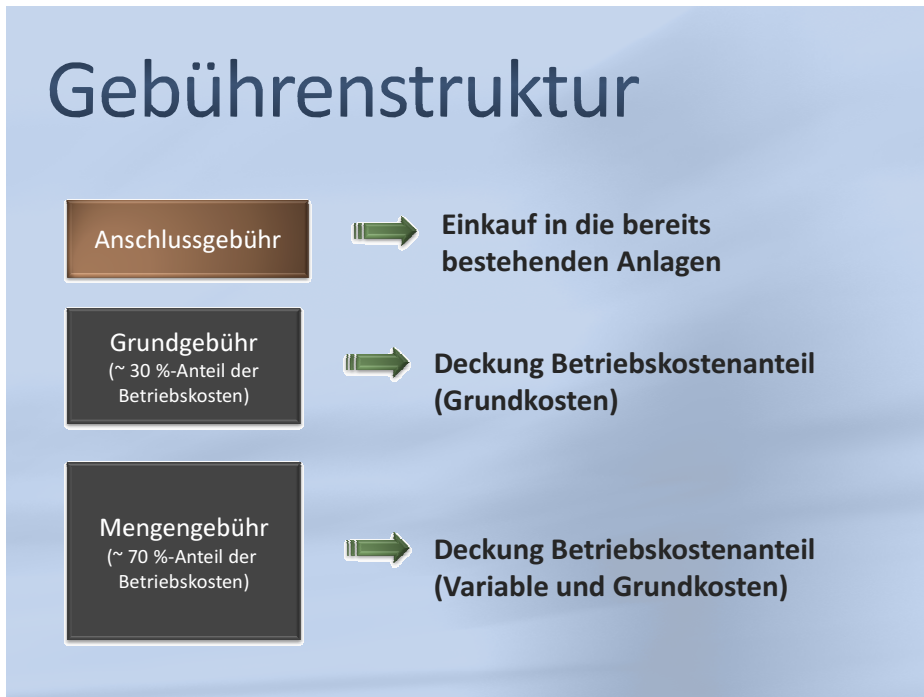 Gebührenstruktur
Anschlussgebühr
Einkauf in die bereits
bestehenden Anlagen
Grundgebühr
(~ 30 %-Anteil der
Betriebskosten)
Deckung Betriebskostenanteil
(Grundkosten)
Mengengebühr
(~ 70 %-Anteil der
Betriebskosten)
Deckung Betriebskostenanteil
(Variable und Grundkosten)